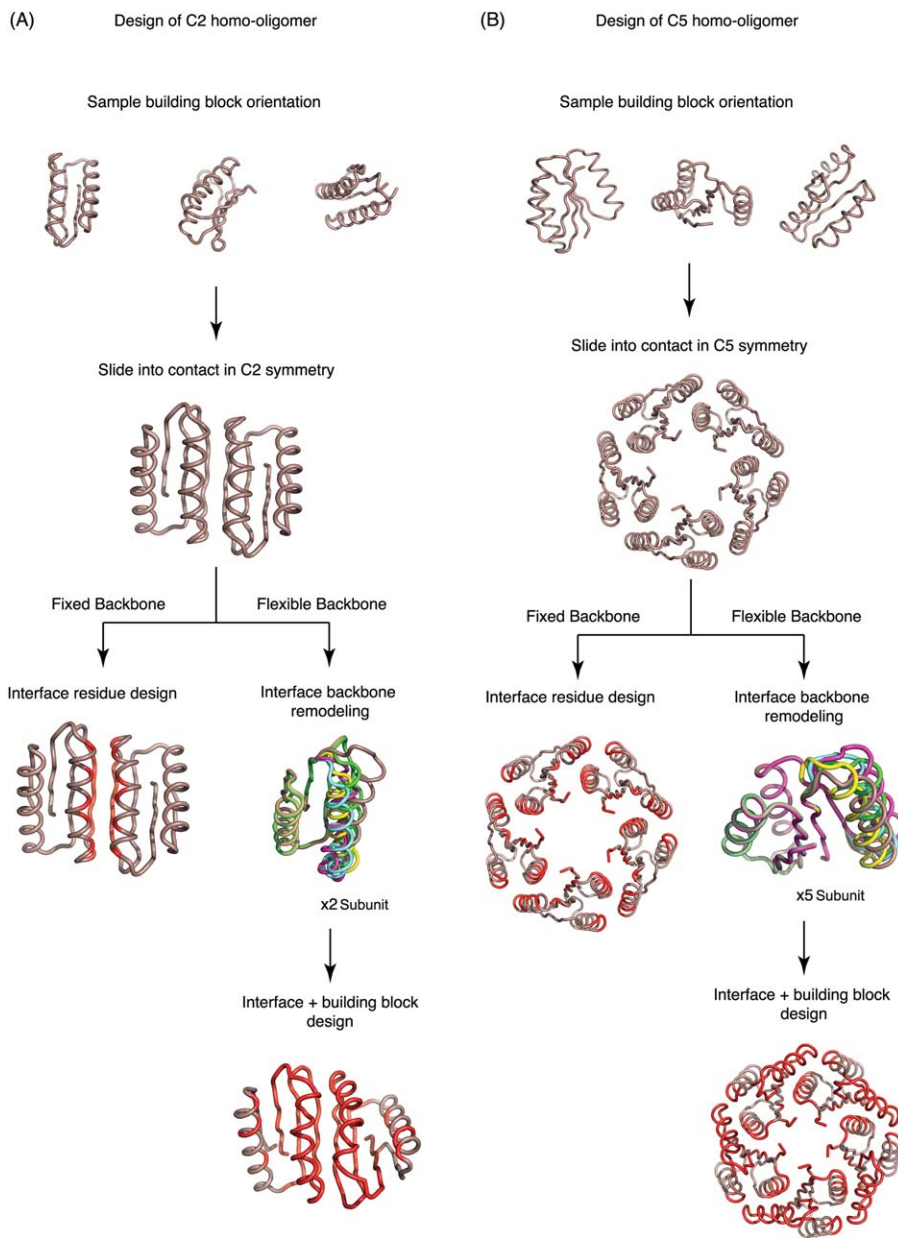 (A)
Design of C2 homo-oligomer
Sample building block orientation
Slide into contact in C2 symmetry
Fixed Backbone
Flexible Backbone
Interface residue design
Interface backbone
remodeling
x2 Subunit
Interface + building block
design
(B)
Design of C5 homo-oligomer
Sample building block orientation
Slide into contact in C5 symmetry
Fixed Backbone
Flexible Backbone
Interface residue design
Interface backbone
remodeling
x5 Subunit
Interface + building block
design